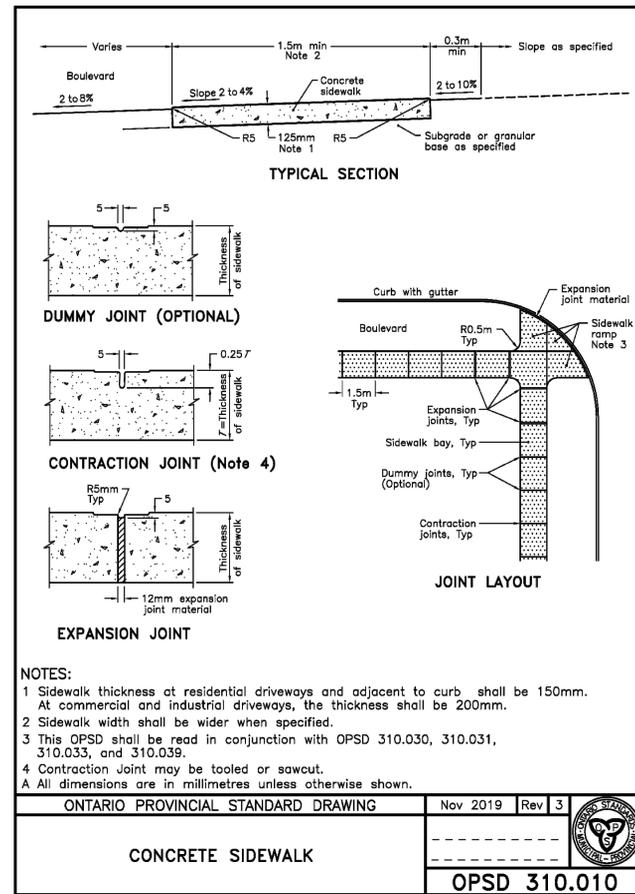 Varies
1.5m min
Note 2
0.3m
min
Slope as specified
Boulevard
2 to 8%
Slope 2 to 4%
Concrete
sidewalk
2 to 10%
R5
125mm
Note 1
R5
Subgrade or granular
base as specified
TYPICAL SECTION
5
5
Thickness
of sidewalk
DUMMY JOINT (OPTIONAL)
5
0.25T
T=Thickness
of sidewalk
CONTRACTION JOINT (Note 4)
R5mm
Typ
5
Thickness
of sidewalk
12mm expansion
joint material
EXPANSION JOINT
Curb with gutter
Expansion
joint material
Boulevard
R0.5m
Typ
Sidewalk
ramp
Note 3
1.5m
Typ
Expansion
joints, Typ
Sidewalk bay, Typ
Dummy joints, Typ
(Optional)
Contraction
joints, Typ
JOINT LAYOUT
NOTES:
1 Sidewalk thickness at residential driveways and adjacent to curb shall be 150mm.
At commercial and industrial driveways, the thickness shall be 200mm.
2 Sidewalk width shall be wider when specified.
3 This OPSD shall be read in conjunction with OPSD 310.030, 310.031,
310.033, and 310.039.
4 Contraction Joint may be tooled or sawcut.
A All dimensions are in millimetres unless otherwise shown.
ONTARIO PROVINCIAL STANDARD DRAWING
Nov 2019
Rev 3
CONCRETE SIDEWALK
ONTARIO STANDARDS
MUNICIPAL - PROVINCIAL
OPS
OPSD 310.010